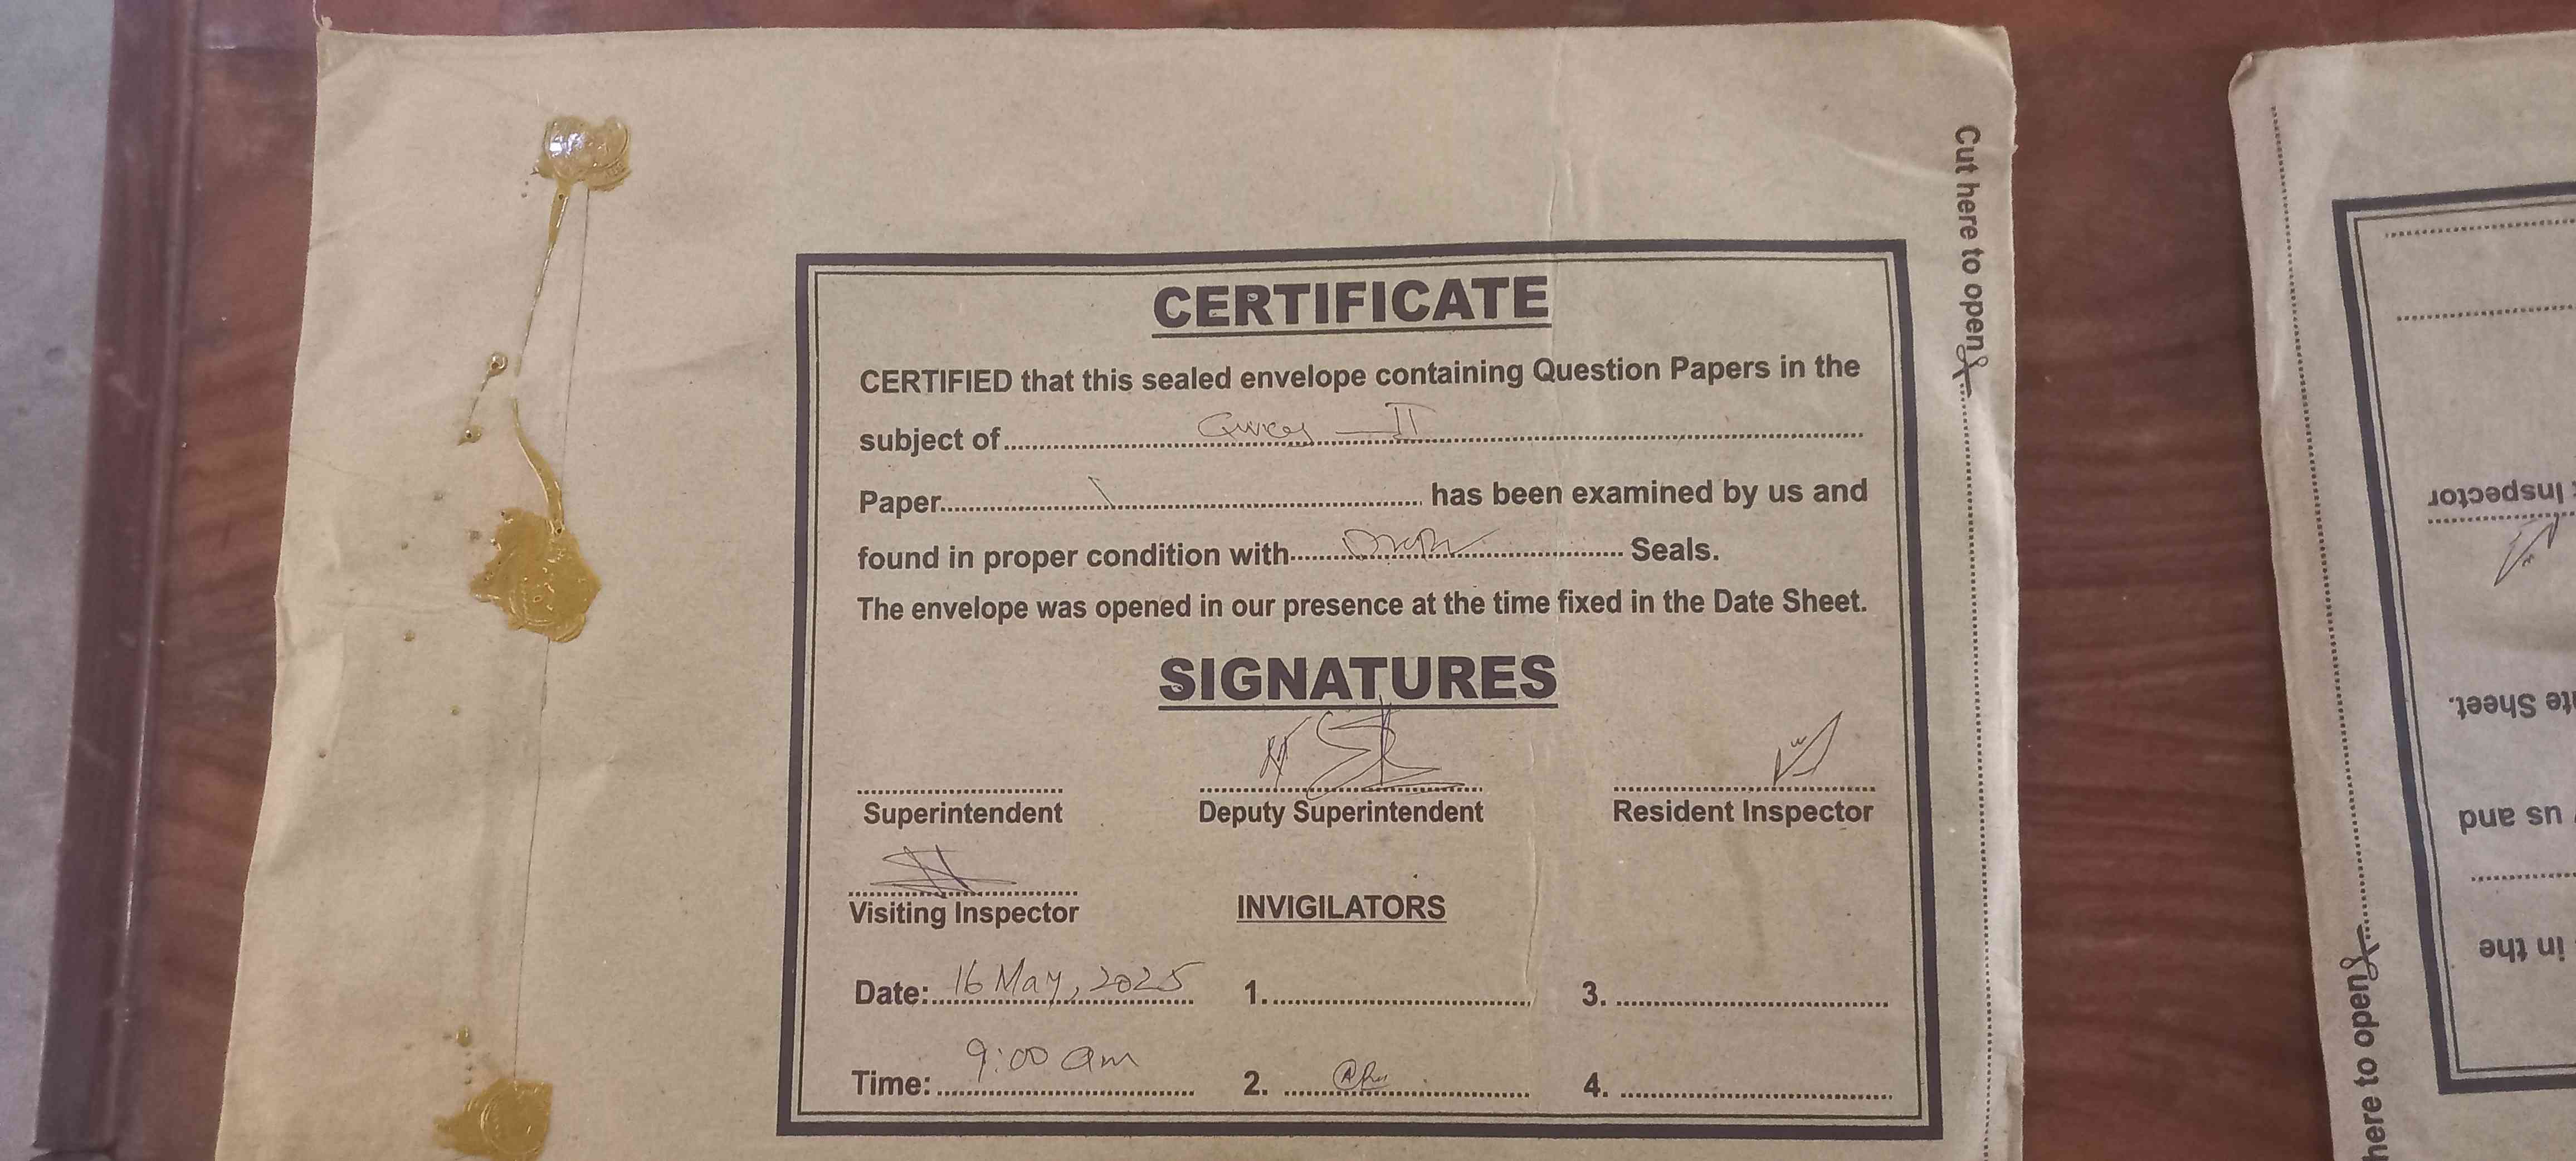 Cut here to open
CERTIFICATE
CERTIFIED that this sealed envelope containing Question Papers in the
subject of.......... II
Paper.......... has been examined by us and
found in proper condition with.......... Seals.
The envelope was opened in our presence at the time fixed in the Date Sheet.
SIGNATURES
Superintendent Deputy Superintendent Resident Inspector
Visiting Inspector INVIGILATORS
Date: 16 May, 2025 1. 3.
Time: 9:00 am 2. 4.
Inspector
Sheet.
us and
in the
here to open